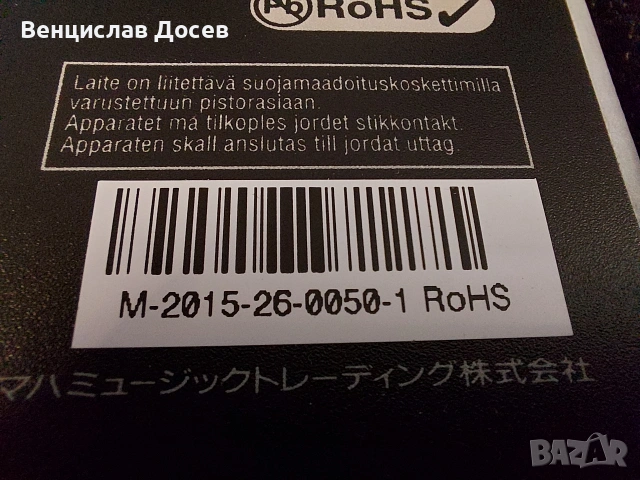 Венцислав Досев
Pb RoHS
Laite on liitettävä suojamaadoituskoskettimilla
varustettuun pistorasiaan.
Apparatet må tilkoples jordet stikkontakt.
Apparaten skall anslutas till jordat uttag.
M-2015-26-0050-1 RoHS
マハミュージックトレーディング株式会社
BAZAR